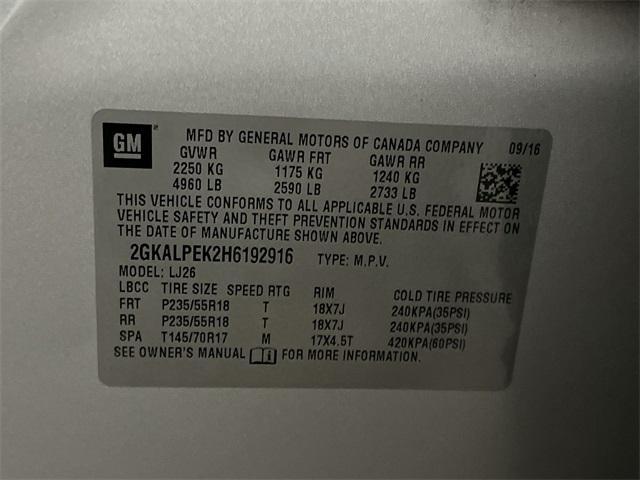 GM MFD BY GENERAL MOTORS OF CANADA COMPANY 09/16
GVWR GAWR FRT GAWR RR
2250 KG 1175 KG 1240 KG
4960 LB 2590 LB 2733 LB
THIS VEHICLE CONFORMS TO ALL APPLICABLE U.S. FEDERAL MOTOR
VEHICLE SAFETY AND THEFT PREVENTION STANDARDS IN EFFECT ON
THE DATE OF MANUFACTURE SHOWN ABOVE.
2GKALPEK2H6192916 TYPE: M.P.V.
MODEL: LJ26
LBCC TIRE SIZE SPEED RTG RIM COLD TIRE PRESSURE
FRT P235/55R18 T 18X7J 240KPA(35PSI)
RR P235/55R18 T 18X7J 240KPA(35PSI)
SPA T145/70R17 M 17X4.5T 420KPA(60PSI)
SEE OWNER'S MANUAL FOR MORE INFORMATION.